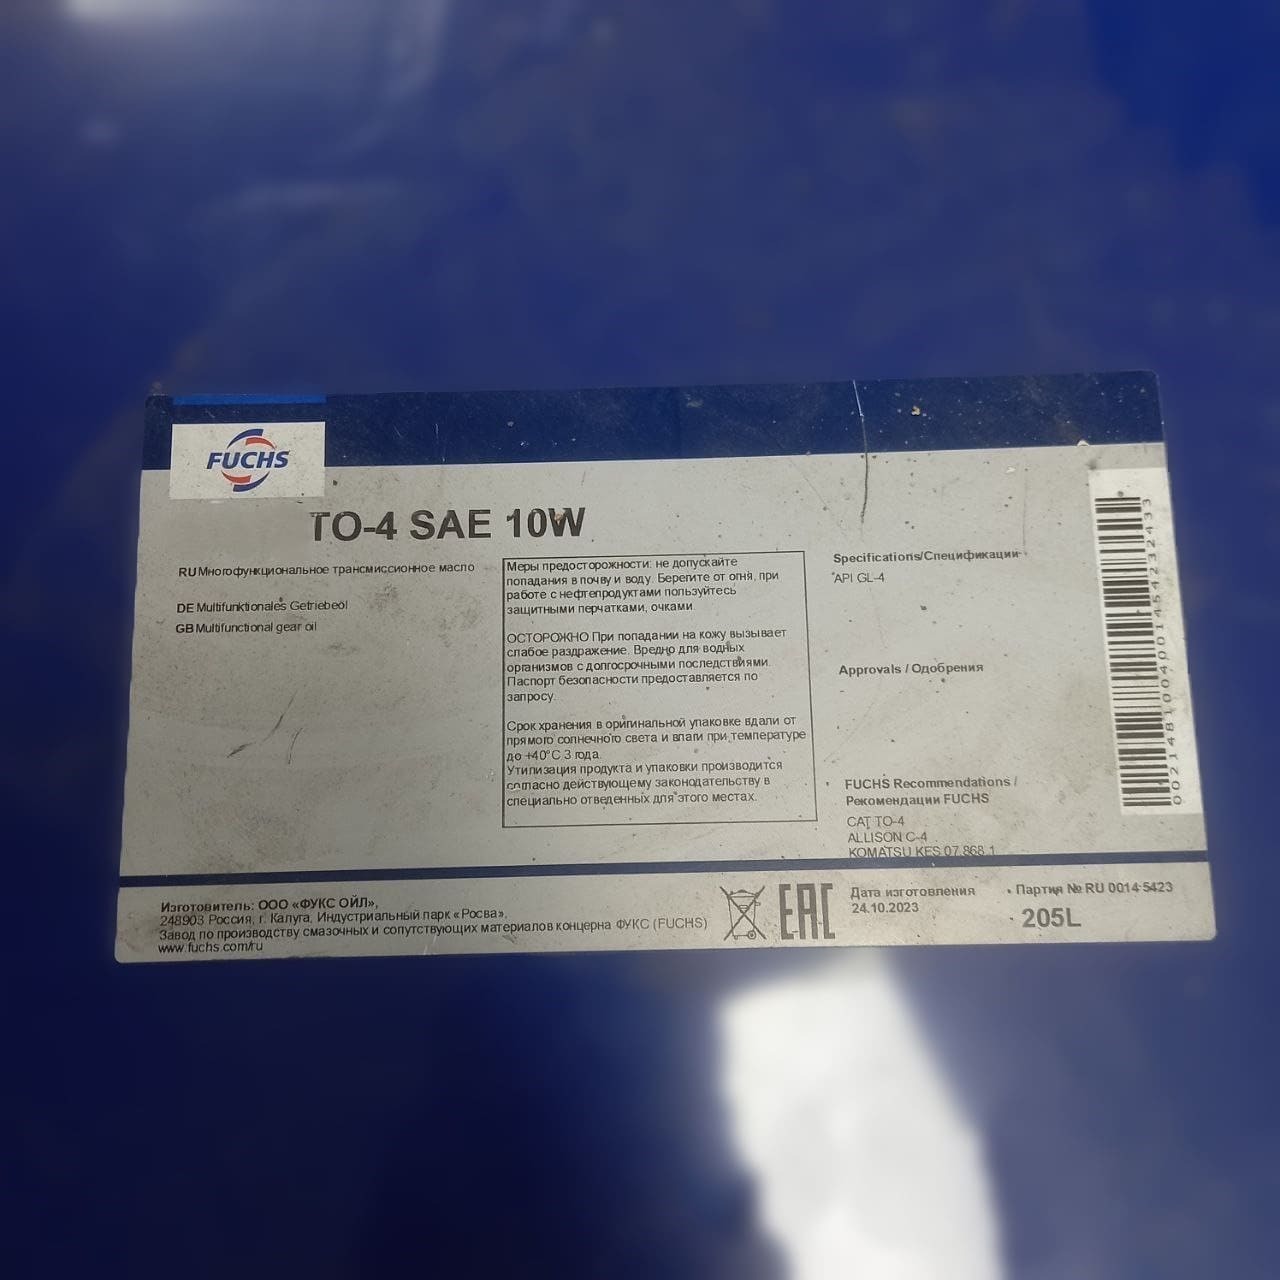 FUCHS
TO-4 SAE 10W
RU Многофункциональное трансмиссионное масло
DE Multifunktionales Getriebeöl
GB Multifunctional gear oil
Меры предосторожности: не допускайте
попадания в почву и воду. Берегите от огня, при
работе с нефтепродуктами пользуйтесь
защитными перчатками, очками.
ОСТОРОЖНО При попадании на кожу вызывает
слабое раздражение. Вредно для водных
организмов с долгосрочными последствиями.
Паспорт безопасности предоставляется по
запросу.
Срок хранения в оригинальной упаковке вдали от
прямого солнечного света и влаги при температуре
до +40°С 3 года.
Утилизация продукта и упаковки производится
согласно действующему законодательству в
специально отведенных для этого местах.
Specifications/Спецификации
API GL-4
Approvals / Одобрения
FUCHS Recommendations /
Рекомендации FUCHS
CAT TO-4
ALLISON C-4
KOMATSU KES 07.868.1
0021481004001454232433
Изготовитель: ООО «ФУКС ОЙЛ»,
248903 Россия, г. Калуга, Индустриальный парк «Росва»,
Завод по производству смазочных и сопутствующих материалов концерна ФУКС (FUCHS)
www.fuchs.com/ru
EAC
Дата изготовления
24.10.2023
Партия № RU 0014 5423
205L